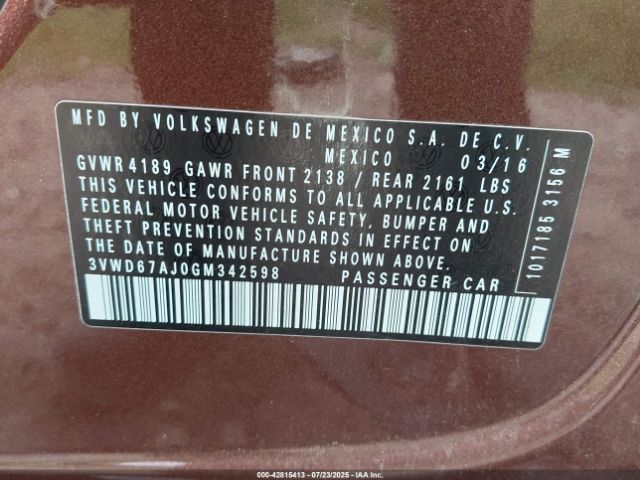 MFD BY VOLKSWAGEN DE MEXICO S.A. DE C.V.
MEXICO 03/16
GVWR 4189 GAWR FRONT 2138 / REAR 2161 LBS
THIS VEHICLE CONFORMS TO ALL APPLICABLE U.S.
FEDERAL MOTOR VEHICLE SAFETY, BUMPER AND
THEFT PREVENTION STANDARDS IN EFFECT ON
THE DATE OF MANUFACTURE SHOWN ABOVE.
3VWD67AJ0GM342598 PASSENGER CAR
1017185 3156 M
000-42815413 - 07/23/2025 - IAAI, INC.